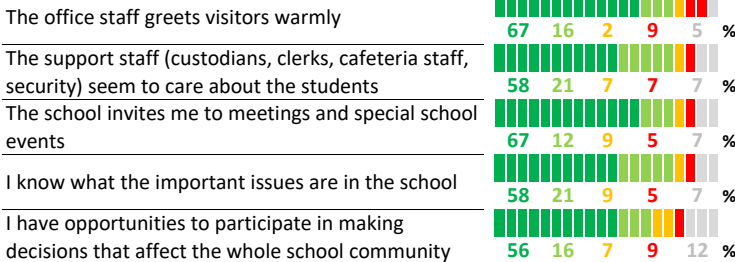 The office staff greets visitors warmly
67 16 2 9 5 %
The support staff (custodians, clerks, cafeteria staff,
security) seem to care about the students
58 21 7 7 7 %
The school invites me to meetings and special school
events
67 12 9 5 7 %
I know what the important issues are in the school
58 21 9 5 7 %
I have opportunities to participate in making
decisions that affect the whole school community
56 16 7 9 12 %